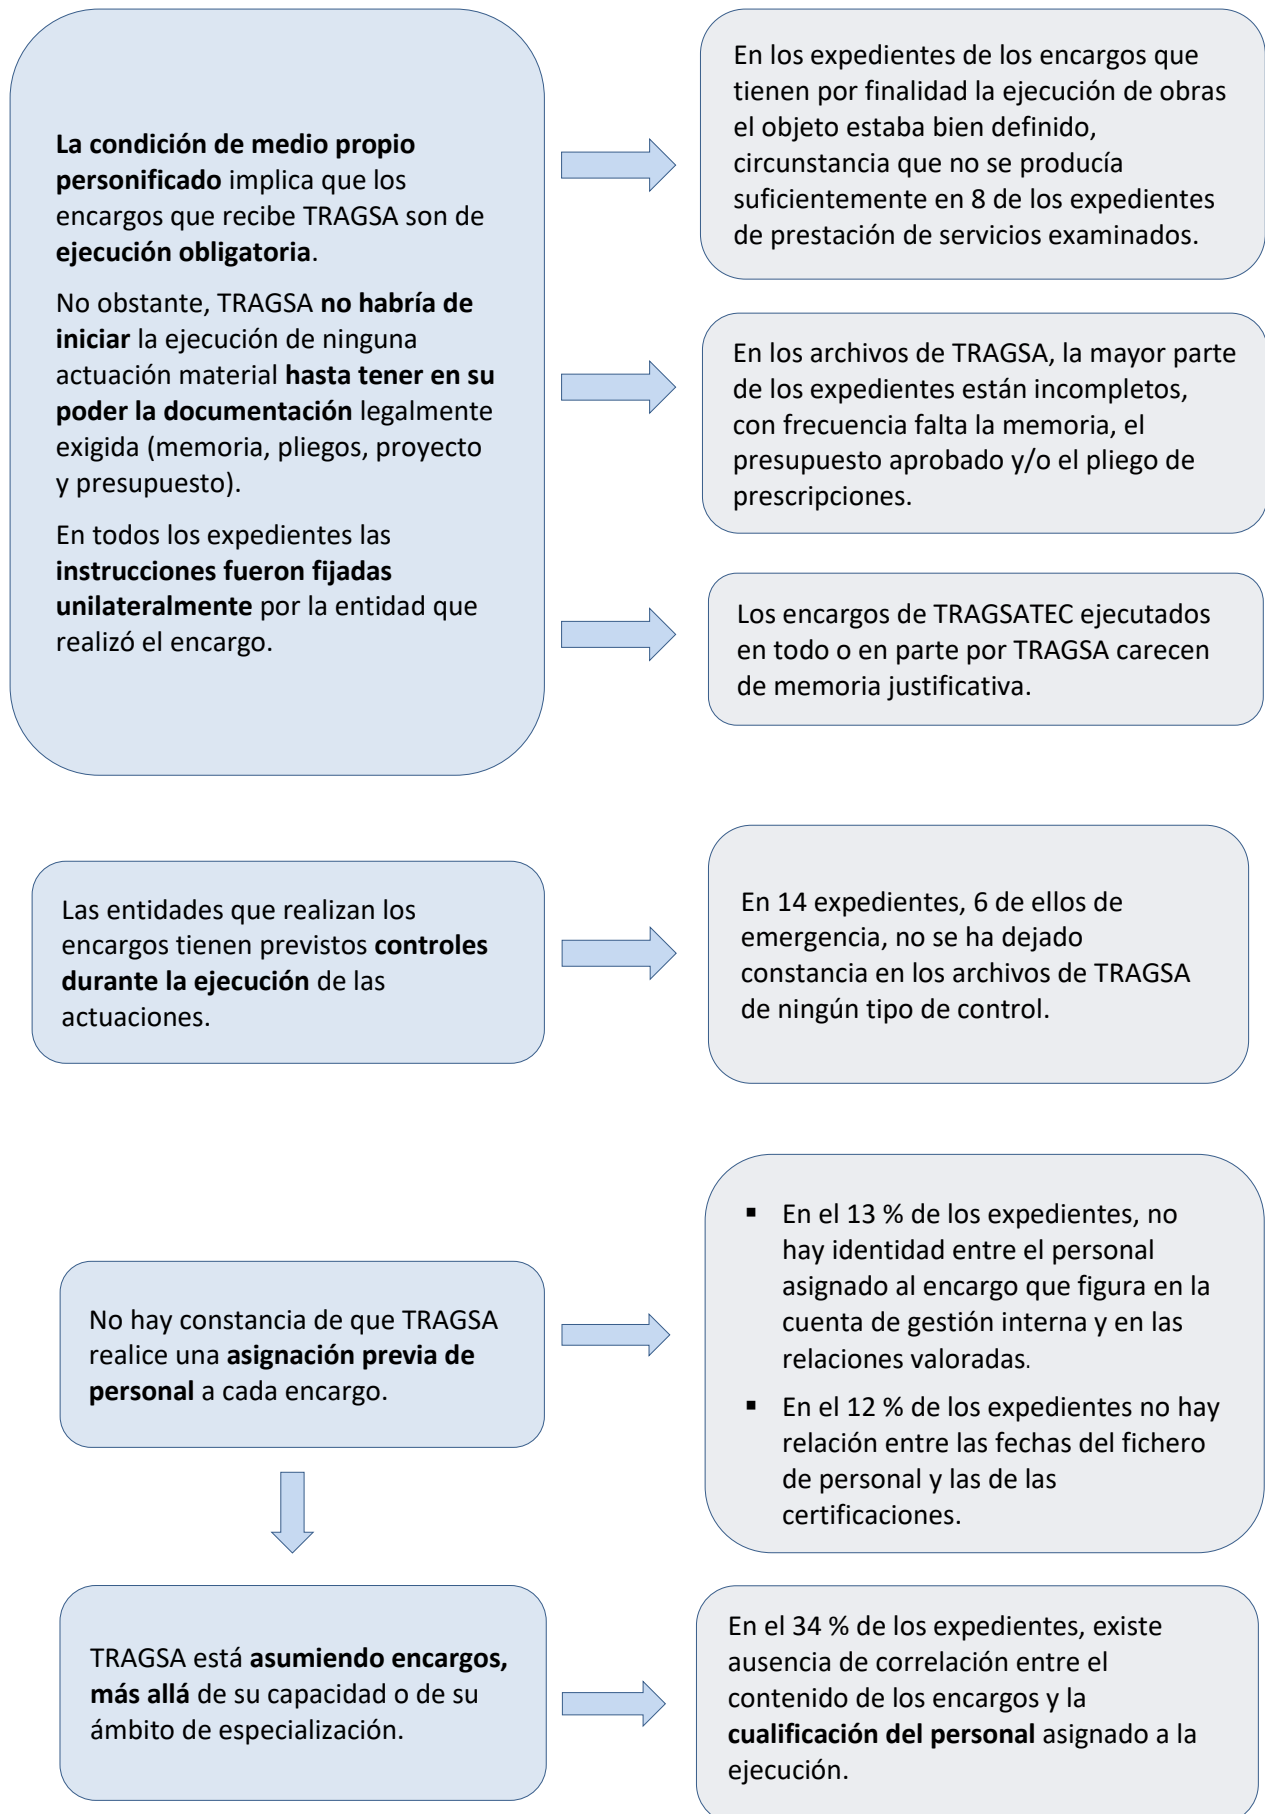 La condición de medio propio
personificado implica que los
encargos que recibe TRAGSA son de
ejecución obligatoria.
No obstante, TRAGSA no habría de
iniciar la ejecución de ninguna
actuación material hasta tener en su
poder la documentación legalmente
exigida (memoria, pliegos, proyecto
y presupuesto).
En todos los expedientes las
instrucciones fueron fijadas
unilateralmente por la entidad que
realizó el encargo.
En los expedientes de los encargos que
tienen por finalidad la ejecución de obras
el objeto estaba bien definido,
circunstancia que no se producía
suficientemente en 8 de los expedientes
de prestación de servicios examinados.
En los archivos de TRAGSA, la mayor parte
de los expedientes están incompletos,
con frecuencia falta la memoria, el
presupuesto aprobado y/o el pliego de
prescripciones.
Los encargos de TRAGSATEC ejecutados
en todo o en parte por TRAGSA carecen
de memoria justificativa.
Las entidades que realizan los
encargos tienen previstos controles
durante la ejecución de las
actuaciones.
En 14 expedientes, 6 de ellos de
emergencia, no se ha dejado
constancia en los archivos de TRAGSA
de ningún tipo de control.
No hay constancia de que TRAGSA
realice una asignación previa de
personal a cada encargo.
▪ En el 13 % de los expedientes, no
hay identidad entre el personal
asignado al encargo que figura en la
cuenta de gestión interna y en las
relaciones valoradas.
▪ En el 12 % de los expedientes no hay
relación entre las fechas del fichero
de personal y las de las
certificaciones.
TRAGSA está asumiendo encargos,
más allá de su capacidad o de su
ámbito de especialización.
En el 34 % de los expedientes, existe
ausencia de correlación entre el
contenido de los encargos y la
cualificación del personal asignado a la
ejecución.